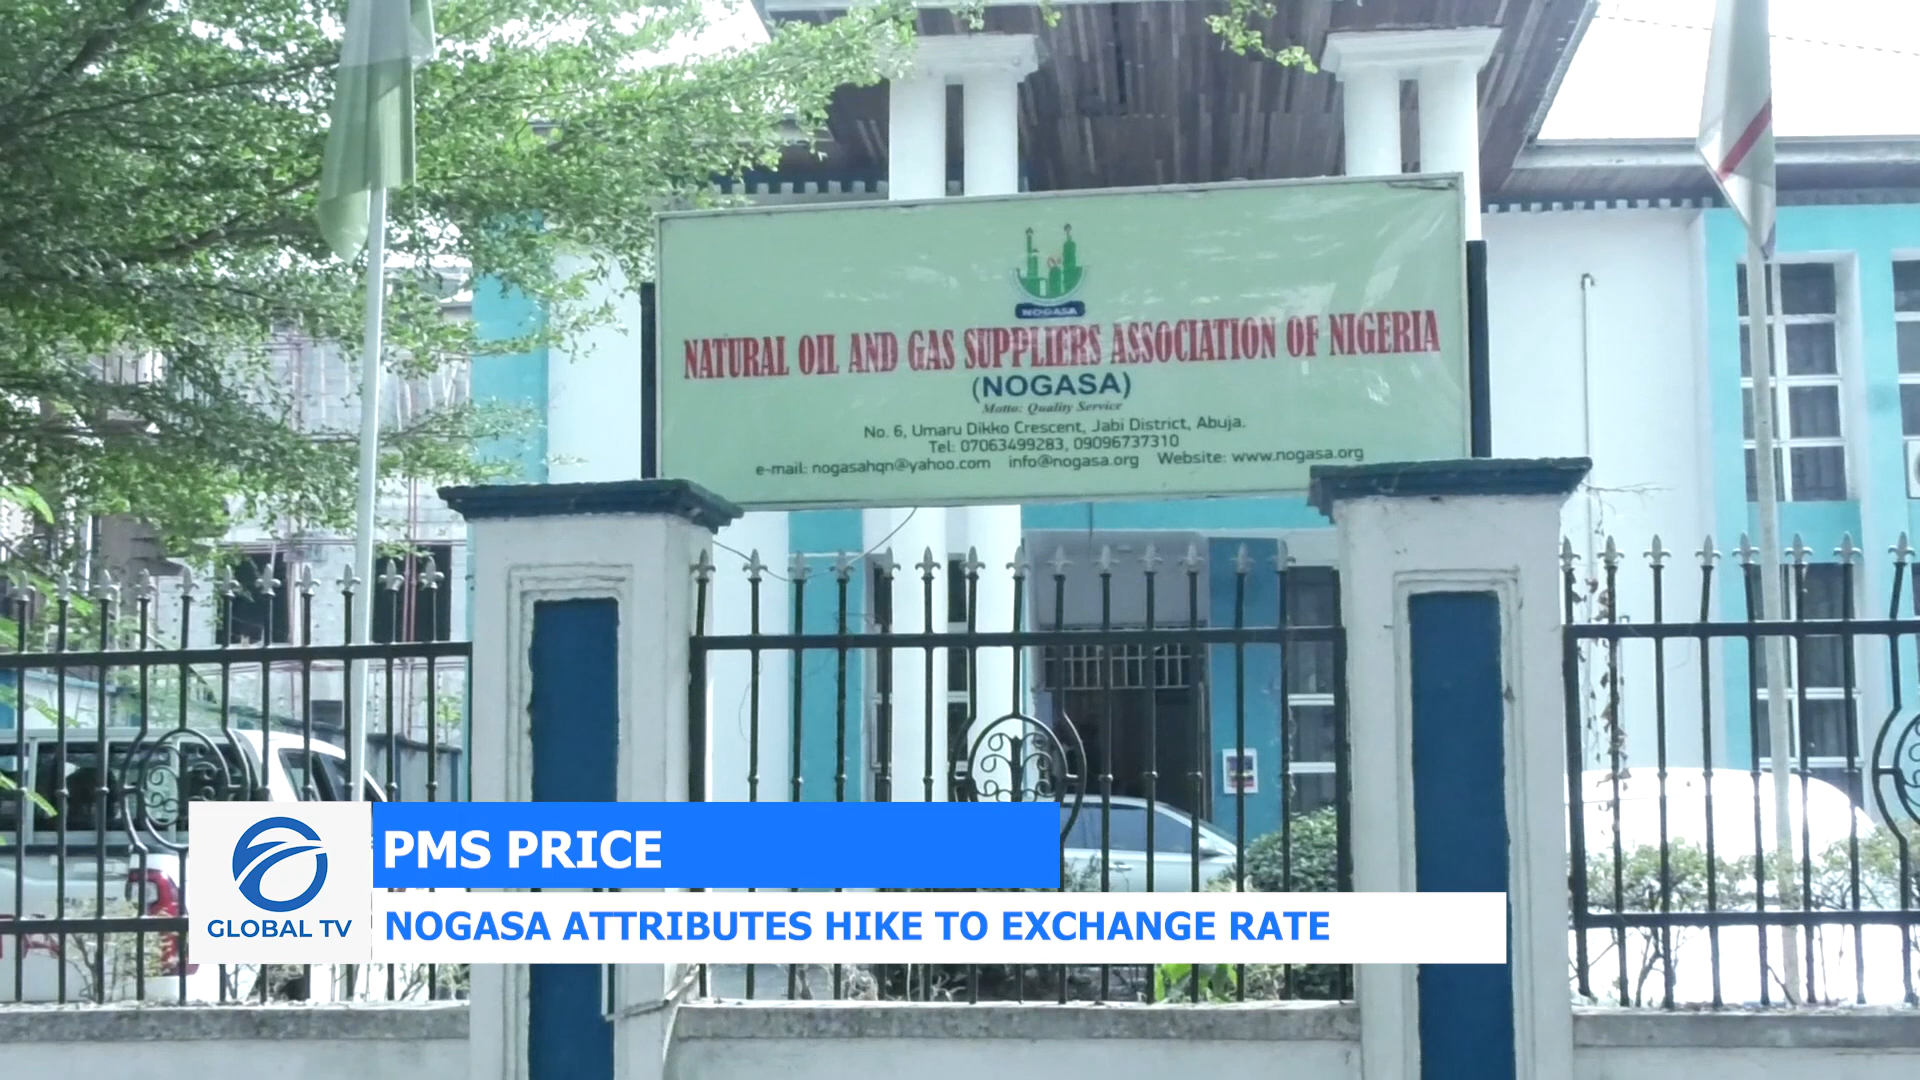 NOGASA
NATURAL OIL AND GAS SUPPLIERS ASSOCIATION OF NIGERIA
(NOGASA)
Motto: Quality Service
No. 6, Umaru Dikko Crescent, Jabi District, Abuja.
Tel: 07063499283, 09096737310
e-mail: nogasahqn@yahoo.com info@nogasa.org Website: www.nogasa.org
PMS PRICE
GLOBAL TV
NOGASA ATTRIBUTES HIKE TO EXCHANGE RATE